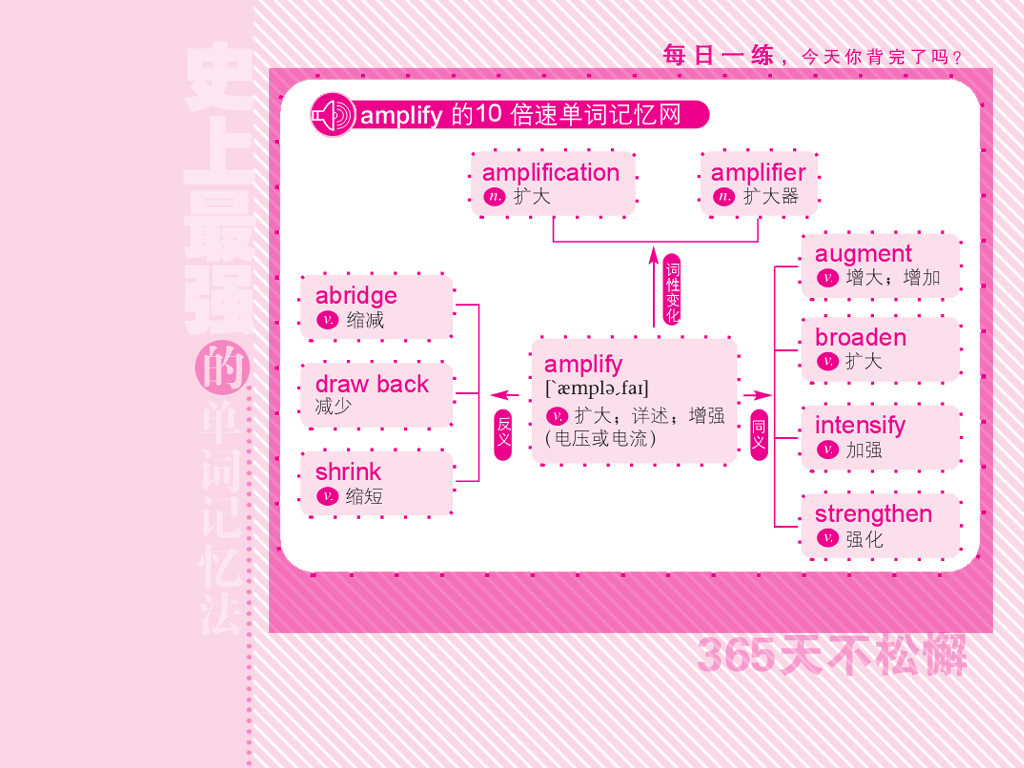 史上最强的单词记忆法
每日一练，今天你背完了吗?
amplify 的10 倍速单词记忆网
amplification
n. 扩大
amplifier
n. 扩大器
词性变化
abridge
v. 缩减
draw back
减少
shrink
v. 缩短
反义
amplify
[`æmplə͵faɪ]
v. 扩大；详述；增强
（电压或电流）
同义
augment
v. 增大；增加
broaden
v. 扩大
intensify
v. 加强
strengthen
v. 强化
365天不松懈